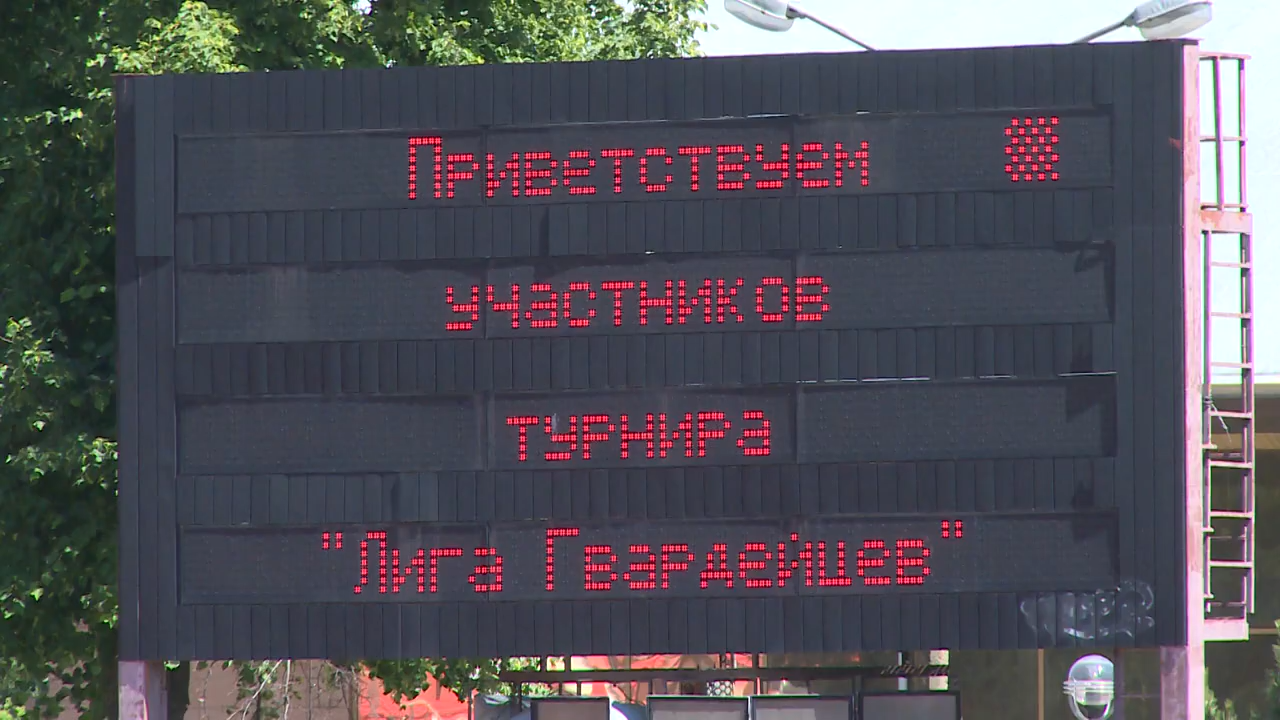 Приветствуем
участников
турнира
"Лига Гвардейцев"